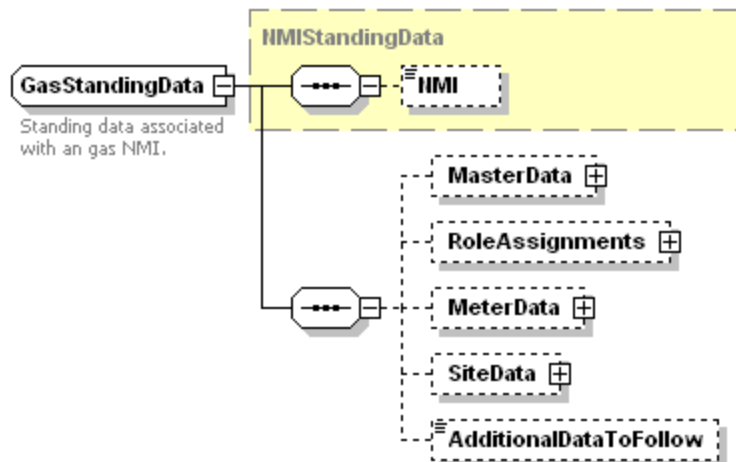 NMIStandingData
GasStandingData
NMI
Standing data associated
with an gas NMI.
MasterData
RoleAssignments
MeterData
SiteData
AdditionalDataToFollow